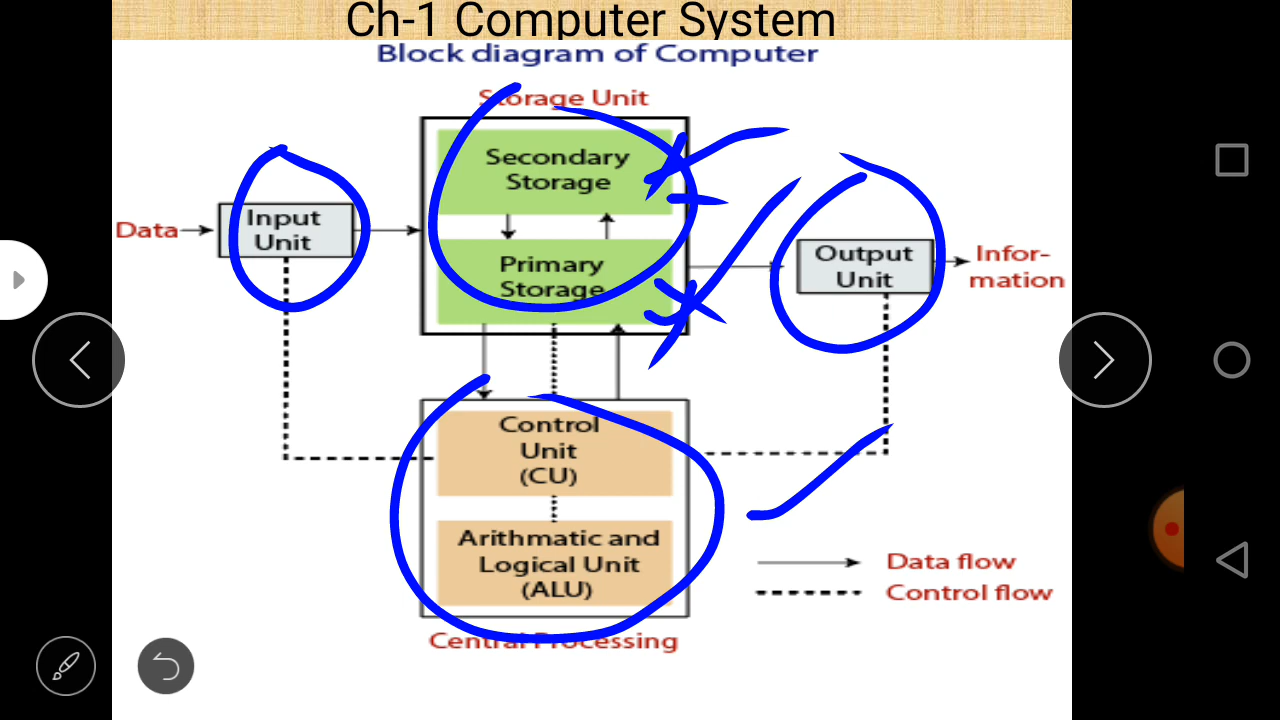 Ch-1 Computer System
Block diagram of Computer
Storage Unit
Secondary
Storage
Data
Input
Unit
Primary
Storage
Output
Unit
Infor-
mation
Control
Unit
(CU)
Arithmatic and
Logical Unit
(ALU)
Data flow
Control flow
Central Processing